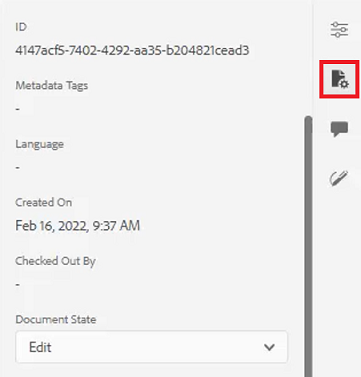 ID
4147acf5-7402-4292-aa35-b204821cead3
Metadata Tags
-
Language
-
Created On
Feb 16, 2022, 9:37 AM
Checked Out By
-
Document State
Edit